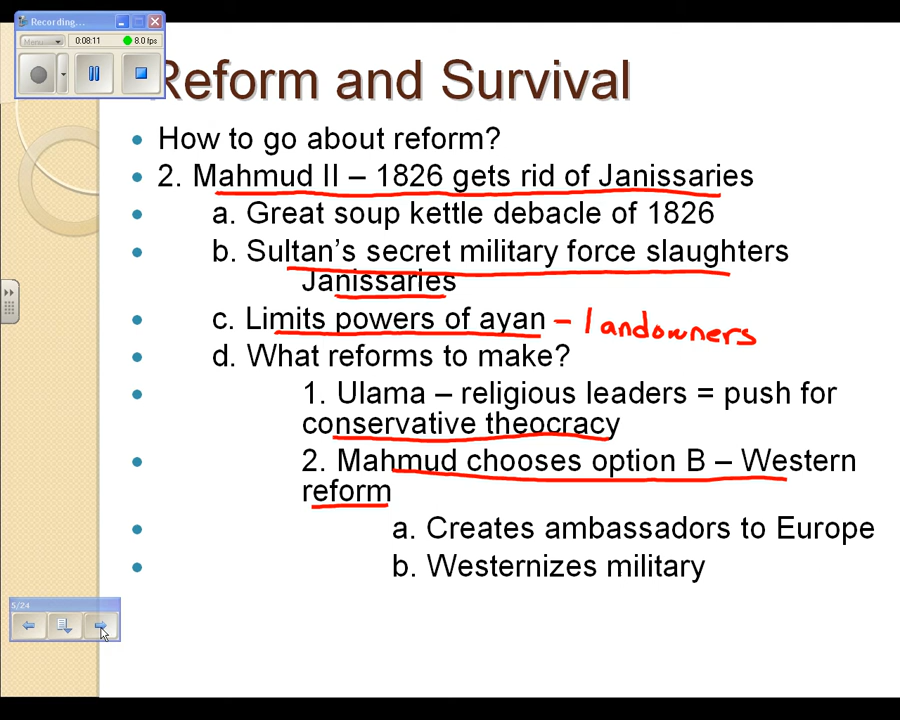 Recording...
Menu
0:08:11
8.0 fps
Reform and Survival
How to go about reform?
2. Mahmud II – 1826 gets rid of Janissaries
a. Great soup kettle debacle of 1826
b. Sultan's secret military force slaughters
Janissaries
c. Limits powers of ayan – landowners
d. What reforms to make?
1. Ulama – religious leaders = push for
conservative theocracy
2. Mahmud chooses option B – Western
reform
a. Creates ambassadors to Europe
b. Westernizes military
5/24